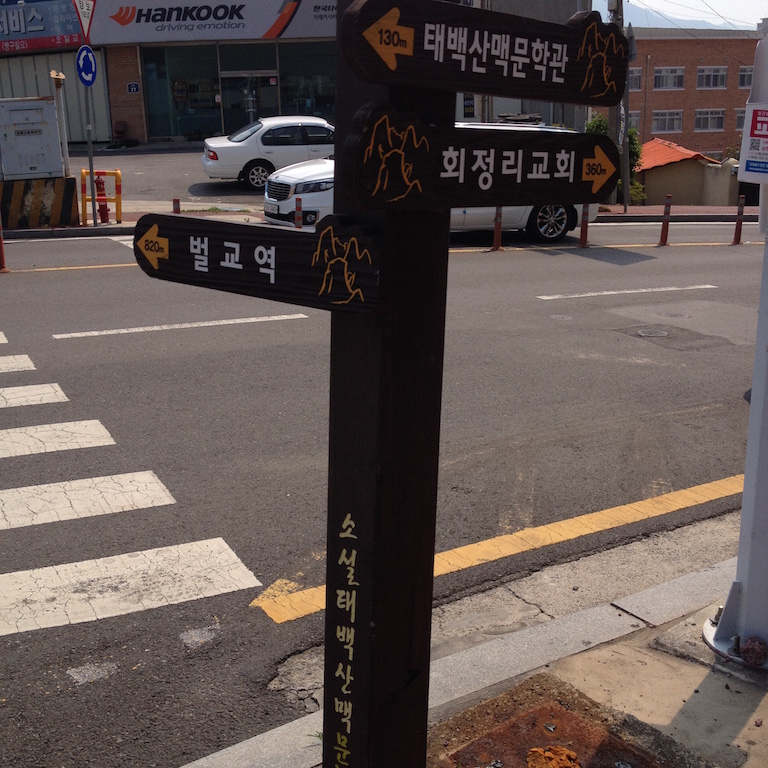 HANKOOK
driving emotion
130m 태백산맥문학관
회정리교회 360m
820m 벌교역
소설태백산맥문